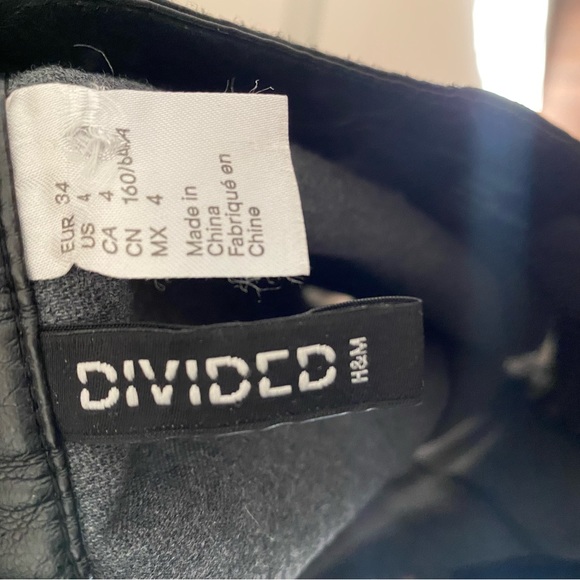 EUR 34
US 4
CA 4
CN 160/64A
MX 4
Made in
China
Fabriqué en
Chine
DIVIDED
H&M